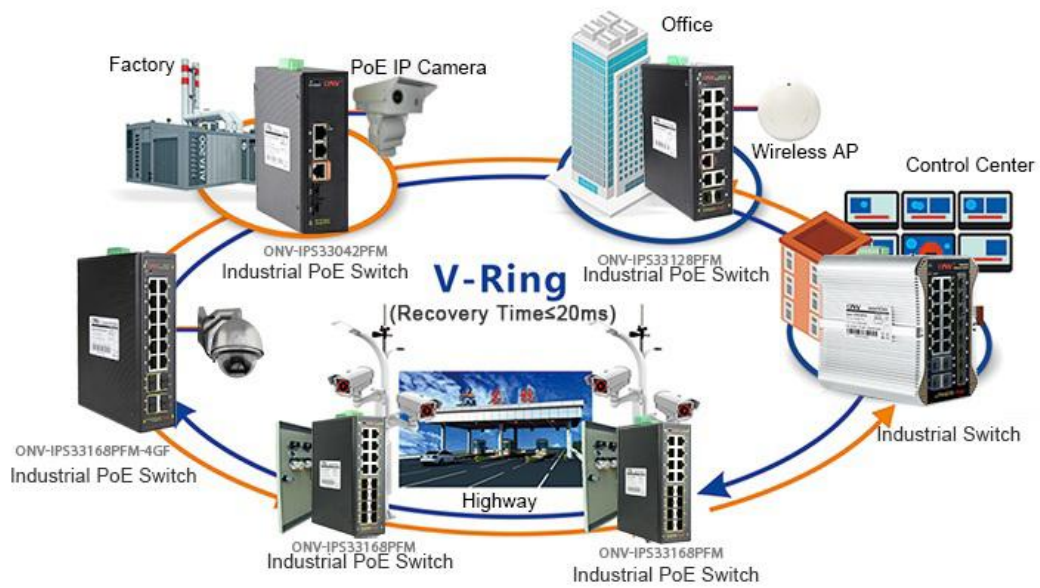 Office
Factory
PoE IP Camera
ALFA 200
Wireless AP
Control Center
ONV-IPS33042PFM
Industrial PoE Switch
ONV-IPS33128PFM
Industrial PoE Switch
V-Ring
(Recovery Time≤20ms)
Industrial Switch
ONV-IPS33168PFM-4GF
Industrial PoE Switch
Highway
ONV-IPS33168PFM
Industrial PoE Switch
ONV-IPS33168PFM
Industrial PoE Switch